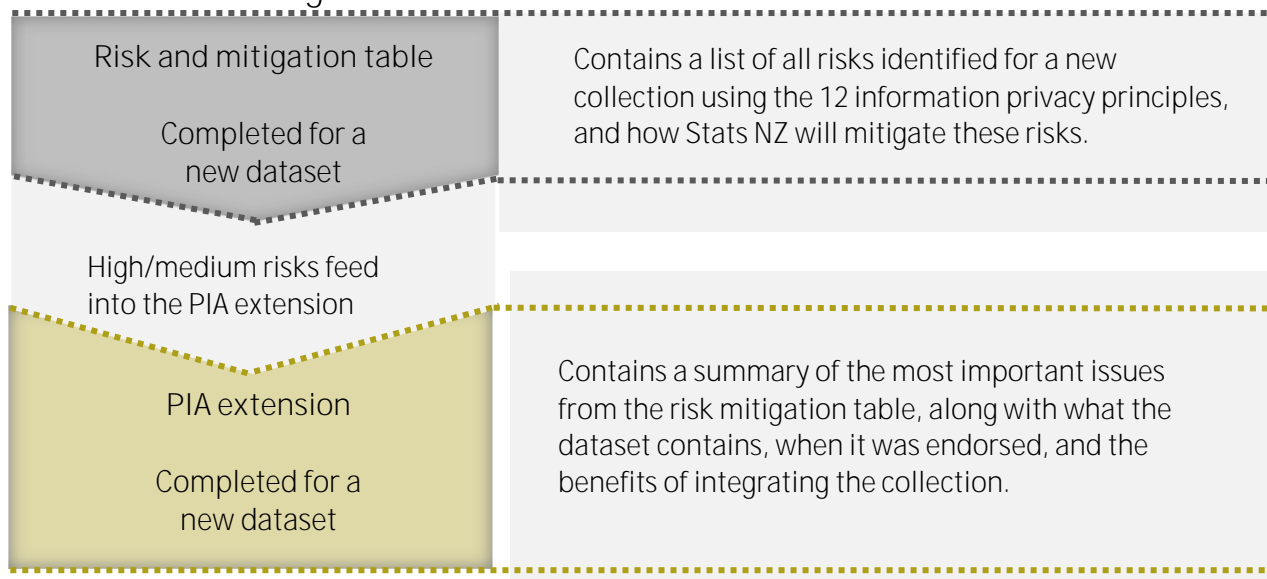 Risk and mitigation table
Completed for a
new dataset
Contains a list of all risks identified for a new
collection using the 12 information privacy principles,
and how Stats NZ will mitigate these risks.
High/medium risks feed
into the PIA extension
PIA extension
Completed for a
new dataset
Contains a summary of the most important issues
from the risk mitigation table, along with what the
dataset contains, when it was endorsed, and the
benefits of integrating the collection.